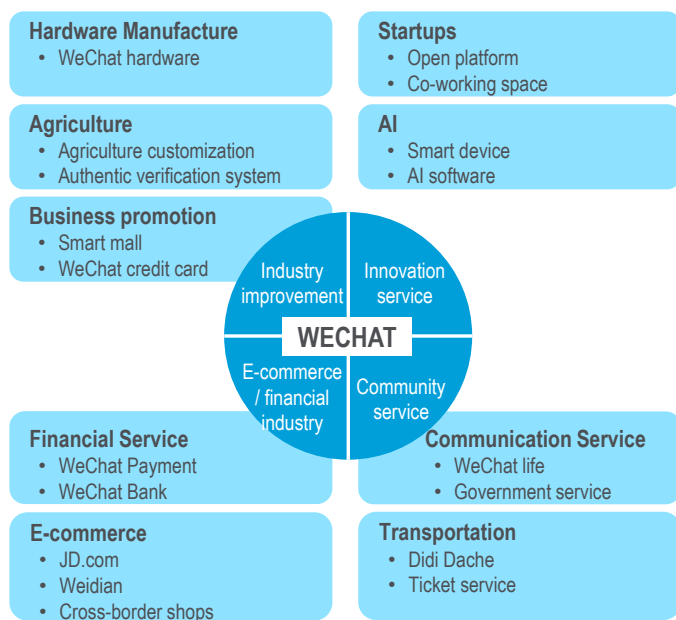 Hardware Manufacture
• WeChat hardware
Startups
• Open platform
• Co-working space
Agriculture
• Agriculture customization
• Authentic verification system
AI
• Smart device
• AI software
Business promotion
• Smart mall
• WeChat credit card
Industry
improvement
Innovation
service
WECHAT
E-commerce
/ financial
industry
Community
service
Financial Service
• WeChat Payment
• WeChat Bank
Communication Service
• WeChat life
• Government service
E-commerce
• JD.com
• Weidian
• Cross-border shops
Transportation
• Didi Dache
• Ticket service